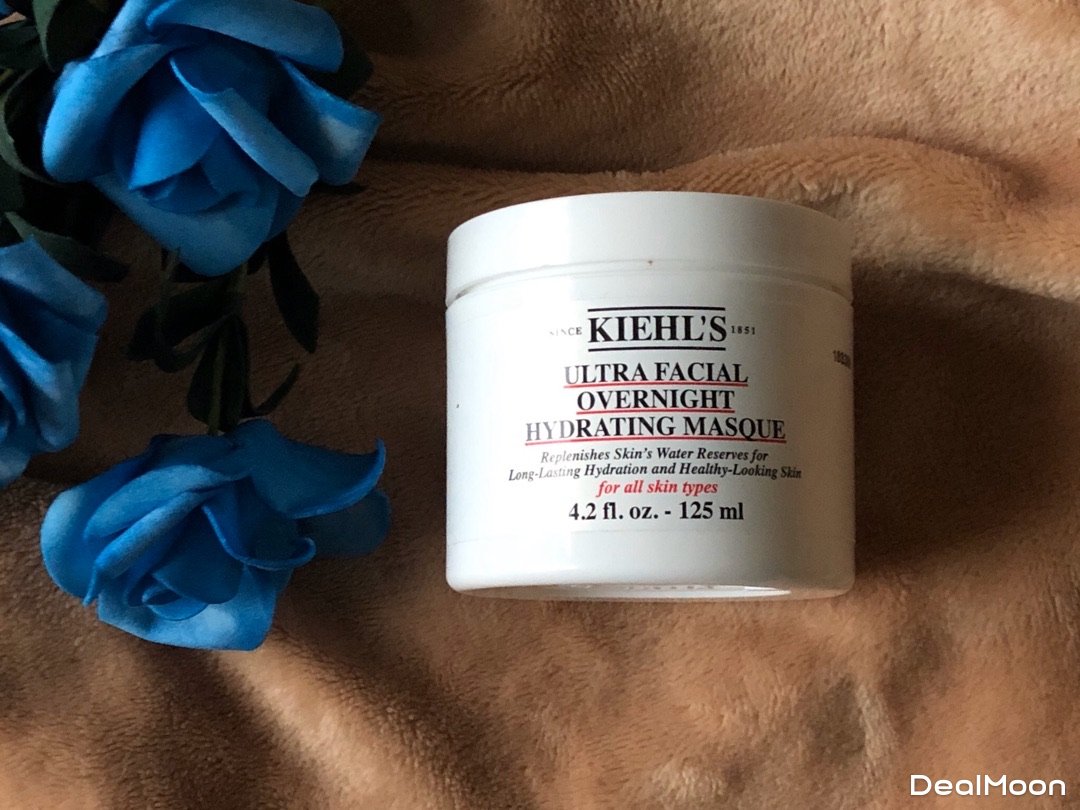 SINCE KIEHL'S 1851
ULTRA FACIAL
OVERNIGHT
HYDRATING MASQUE
Replenishes Skin's Water Reserves for
Long-Lasting Hydration and Healthy-Looking Skin
for all skin types
4.2 fl. oz. - 125 ml
DealMoon